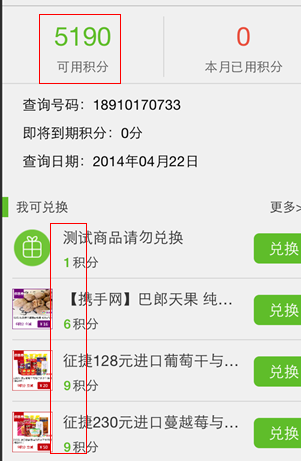 5190 0
可用积分 本月已用积分
查询号码：18910170733
即将到期积分：0分
查询日期：2014年04月22日
我可兑换 更多>
测试商品请勿兑换
1积分 兑换
【携手网】巴郎天果 纯…
6积分 兑换
征捷128元进口葡萄干与…
9积分 兑换
征捷230元进口蔓越莓与…
9积分 兑换